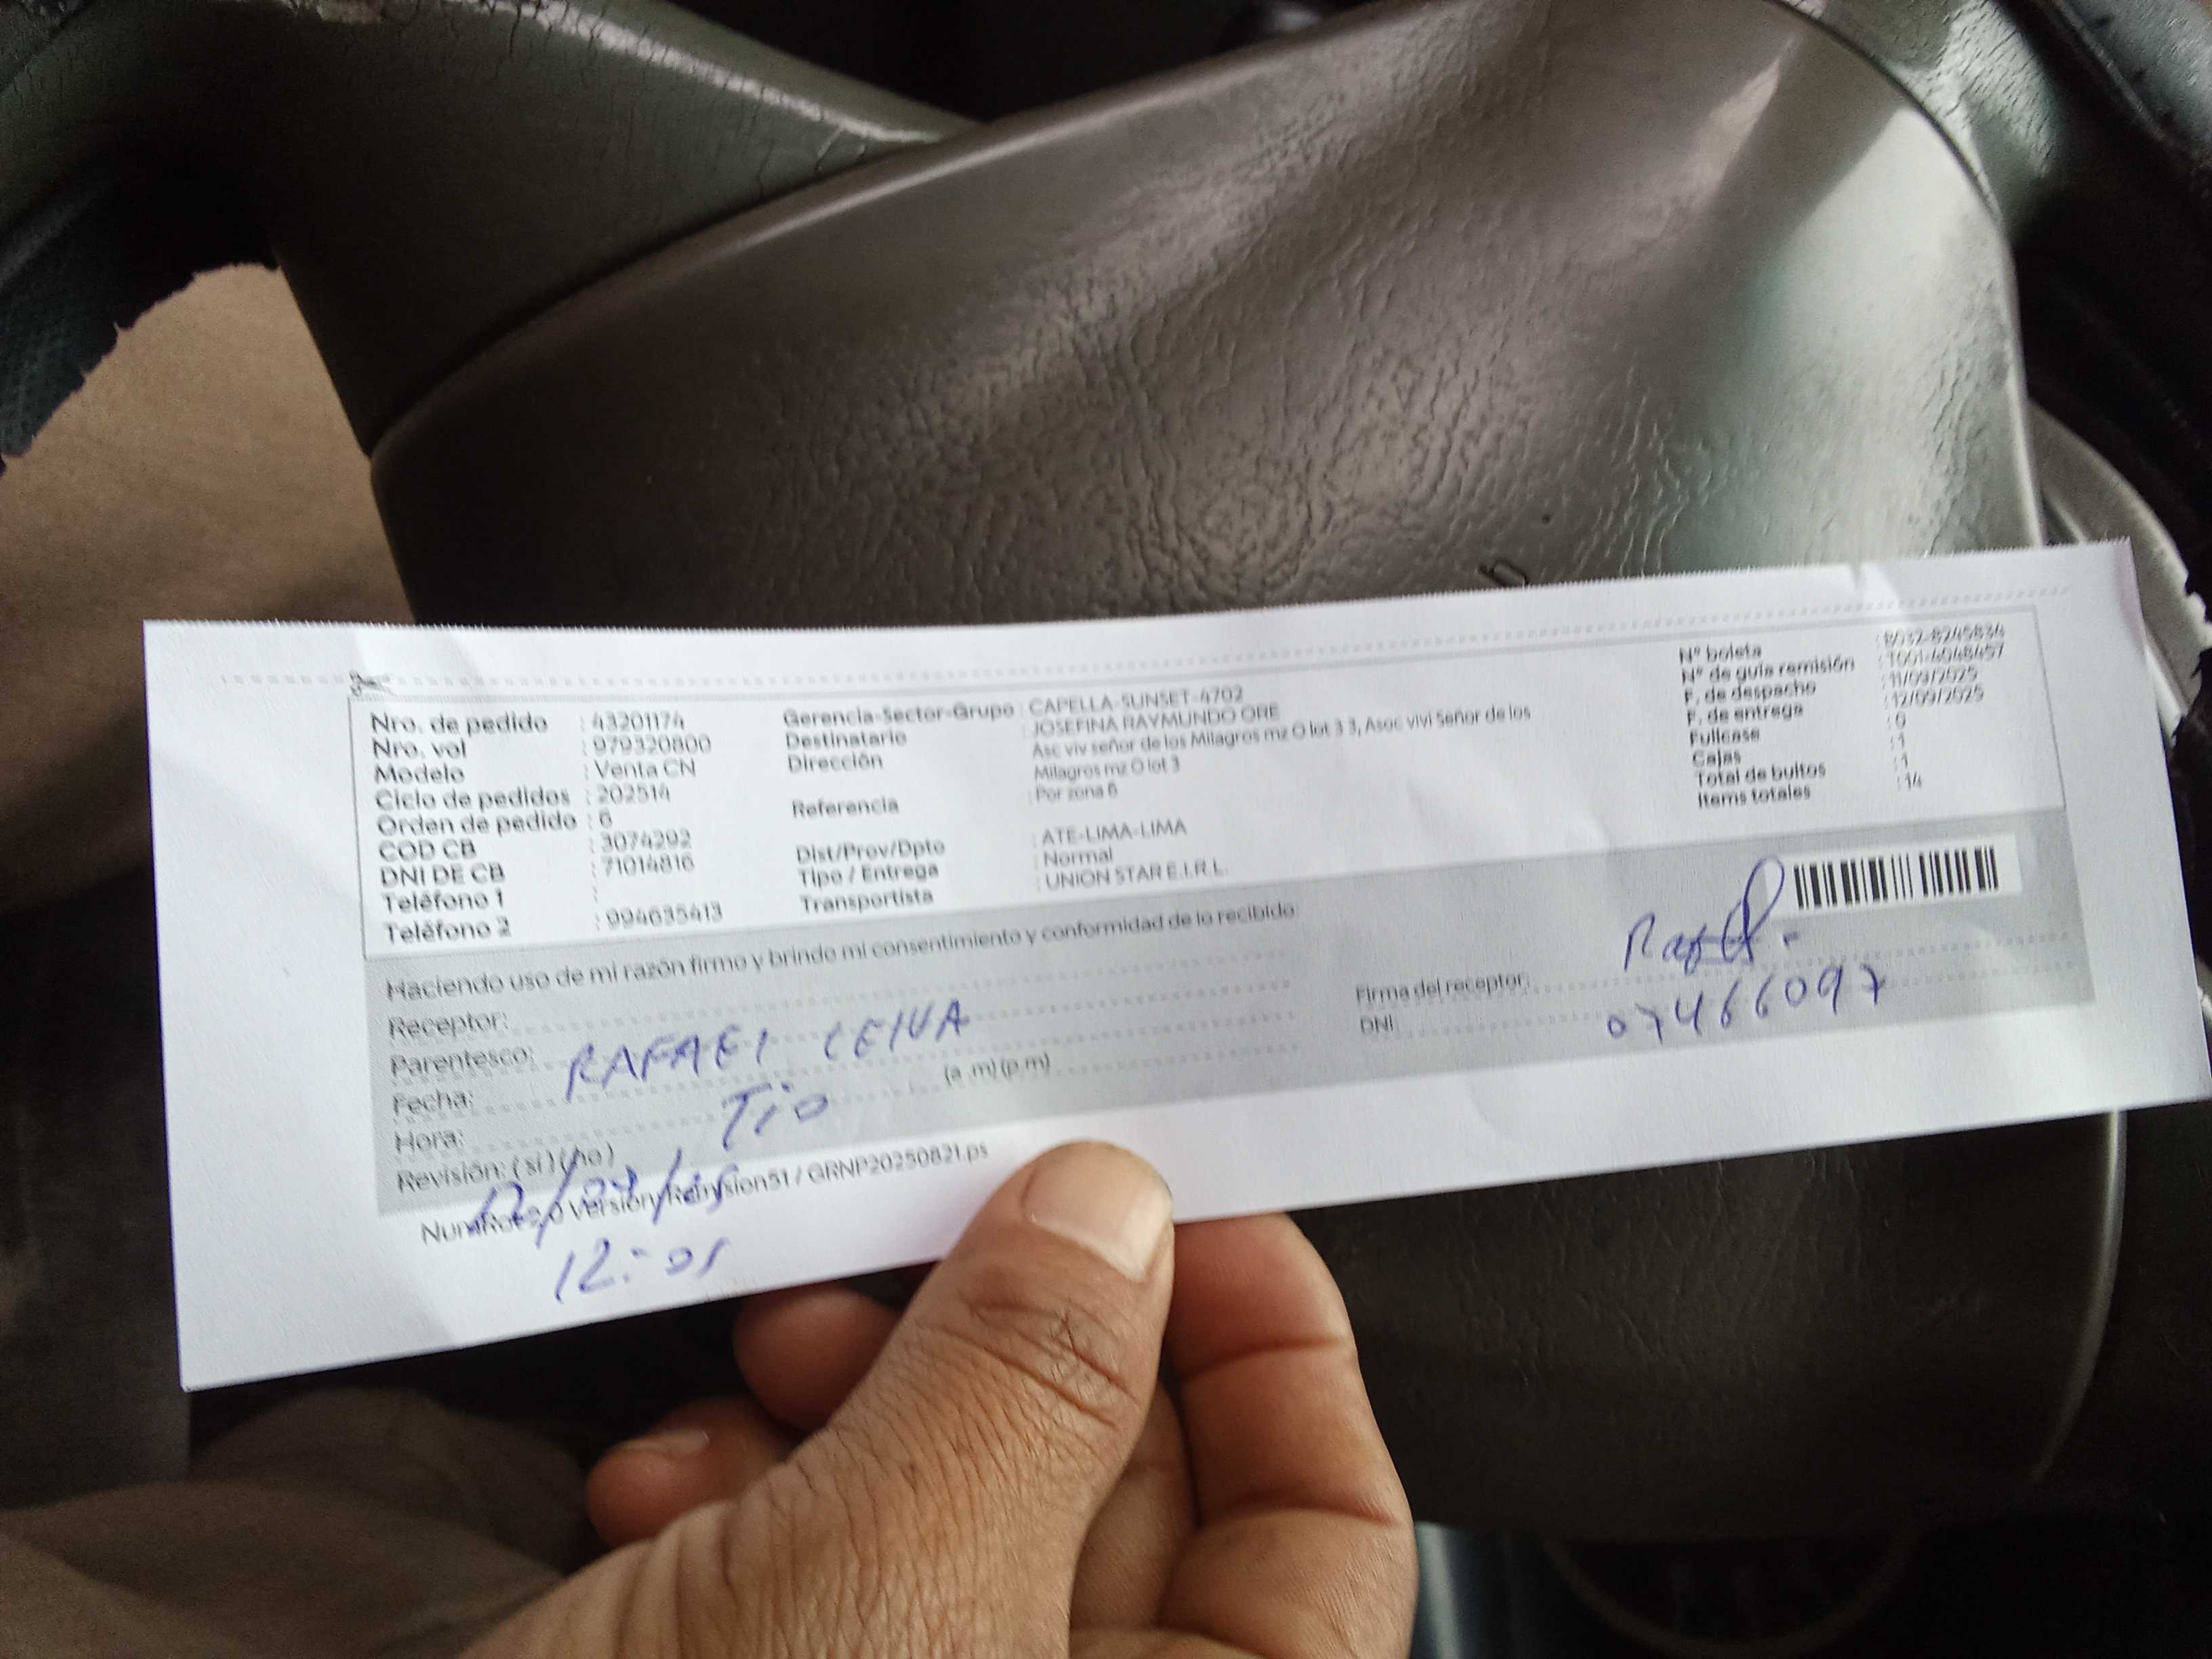 Nro. de pedido : 43201174
Nro. vol : 979320800
Modelo : Venta CN
Ciclo de pedidos : 202514
Orden de pedido : 6
COD CB : 3074292
DNI DE CB : 71014816
Teléfono 1 :
Teléfono 2 : 994635413
Gerencia-Sector-Grupo : CAPELLA-SUNSET-4702
Destinatario : JOSEFINA RAYMUNDO ORE
Dirección : Asc viv señor de los Milagros mz O lot 3 3, Asoc vivi Señor de los
Milagros mz O lot 3
Referencia : Por zona 6
Dist/Prov/Dpto : ATE-LIMA-LIMA
Tipo / Entrega : Normal
Transportista : UNION STAR E.I.R.L.
N° boleta : B032-8245834
N° de guía remisión : T001-4048457
F. de despacho : 11/09/2025
F. de entrega : 12/09/2025
Fullcase : 0
Cajas : 1
Total de bultos : 1
Items totales : 14
Haciendo uso de mi razón firmo y brindo mi consentimiento y conformidad de lo recibido:
Receptor: RAFAEL LEIVA
Parentesco: Tio
Fecha:
Hora: 12:01 (a .m) (p.m)
Revisión: (si) (no)
Firma del receptor: Rafael
DNI 07466097
Version/Remision51 / GRNP20250821.ps